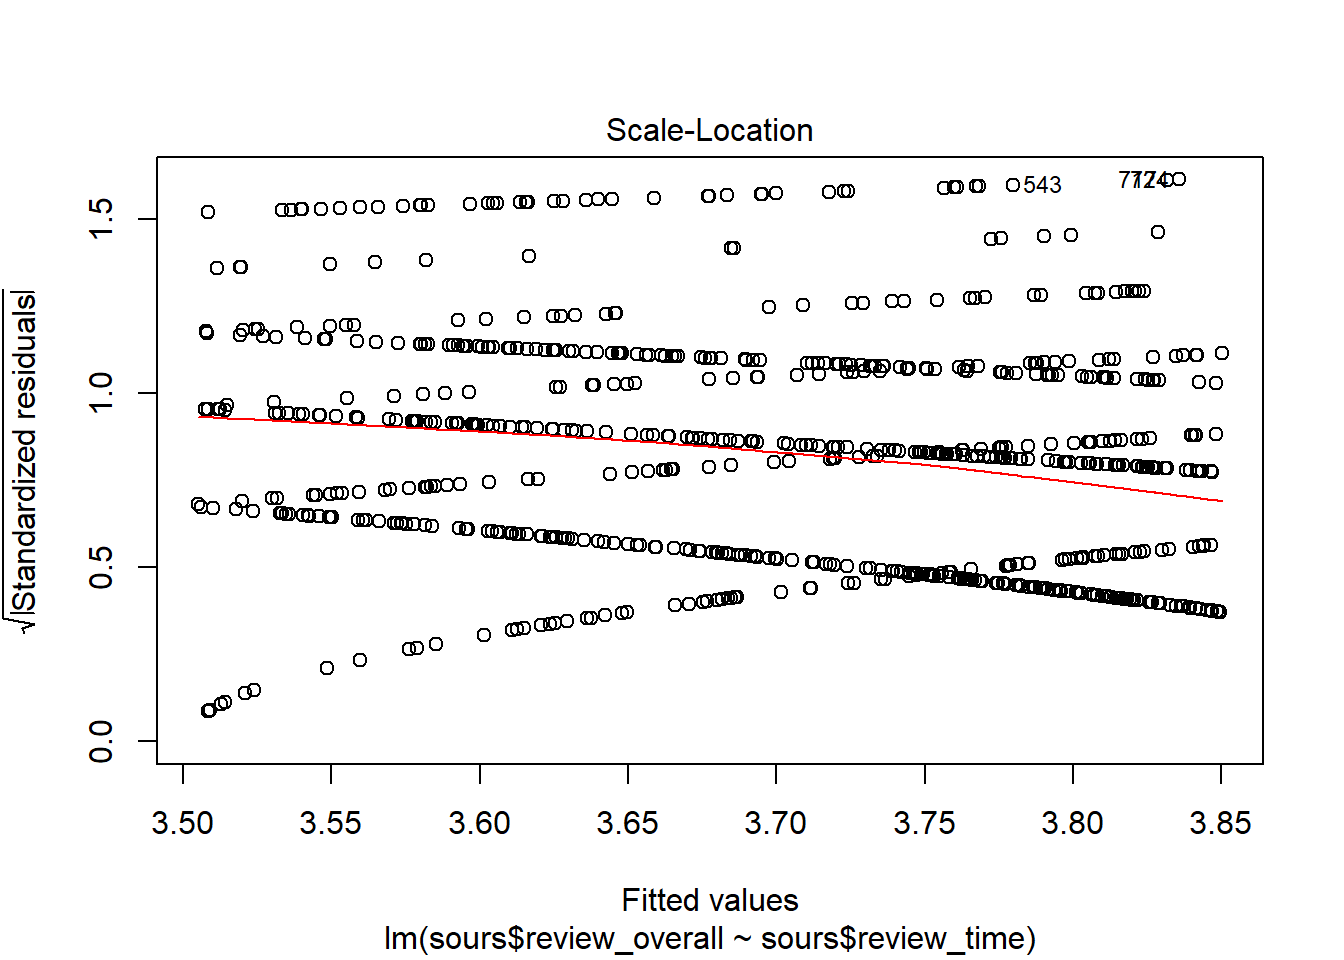 Scale-Location
√|Standardized residuals|
1.5
1.0
0.5
0.0
543
774
3.50 3.55 3.60 3.65 3.70 3.75 3.80 3.85
Fitted values
lm(sours$review_overall ~ sours$review_time)